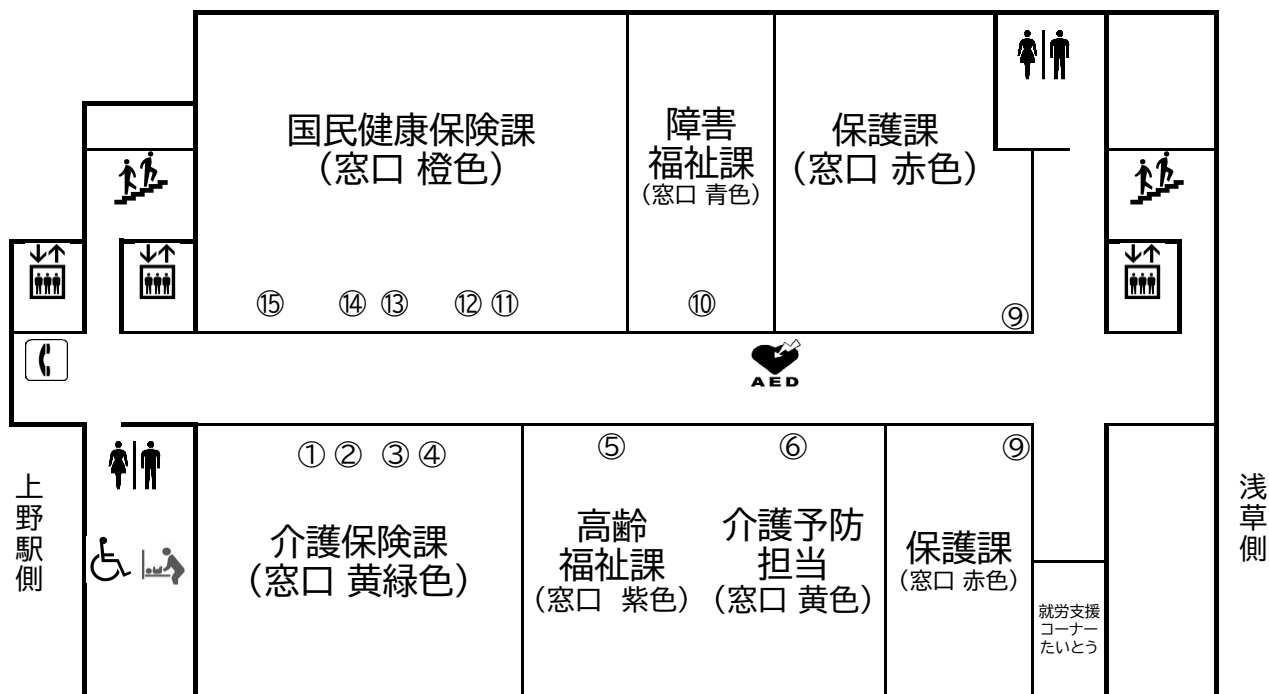 国民健康保険課
（窓口 橙色）
障害
福祉課
（窓口 青色）
保護課
（窓口 赤色）
⑮ ⑭ ⑬ ⑫ ⑪
⑩
⑨
AED
① ② ③ ④
介護保険課
（窓口 黄緑色）
⑤
高齢
福祉課
（窓口 紫色）
⑥
介護予防
担当
（窓口 黄色）
⑨
保護課
（窓口 赤色）
就労支援
コーナー
たいとう
上野駅側
浅草側